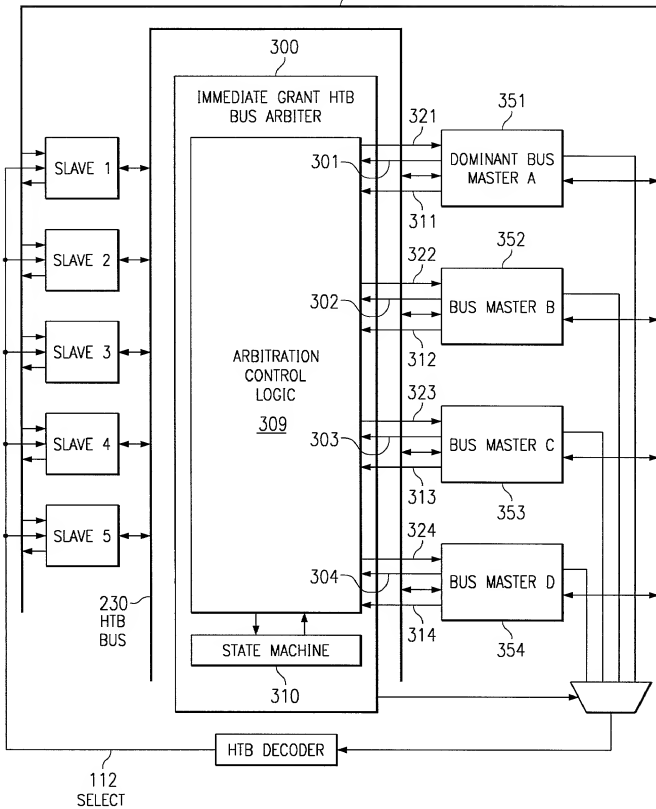 300
IMMEDIATE GRANT HTB
BUS ARBITER
321
351
SLAVE 1
301
DOMINANT BUS
MASTER A
311
SLAVE 2
322
352
302
BUS MASTER B
312
SLAVE 3
ARBITRATION
CONTROL
LOGIC
309
323
SLAVE 4
303
BUS MASTER C
313
353
SLAVE 5
324
304
BUS MASTER D
230
HTB
BUS
314
354
STATE MACHINE
310
HTB DECODER
112
SELECT